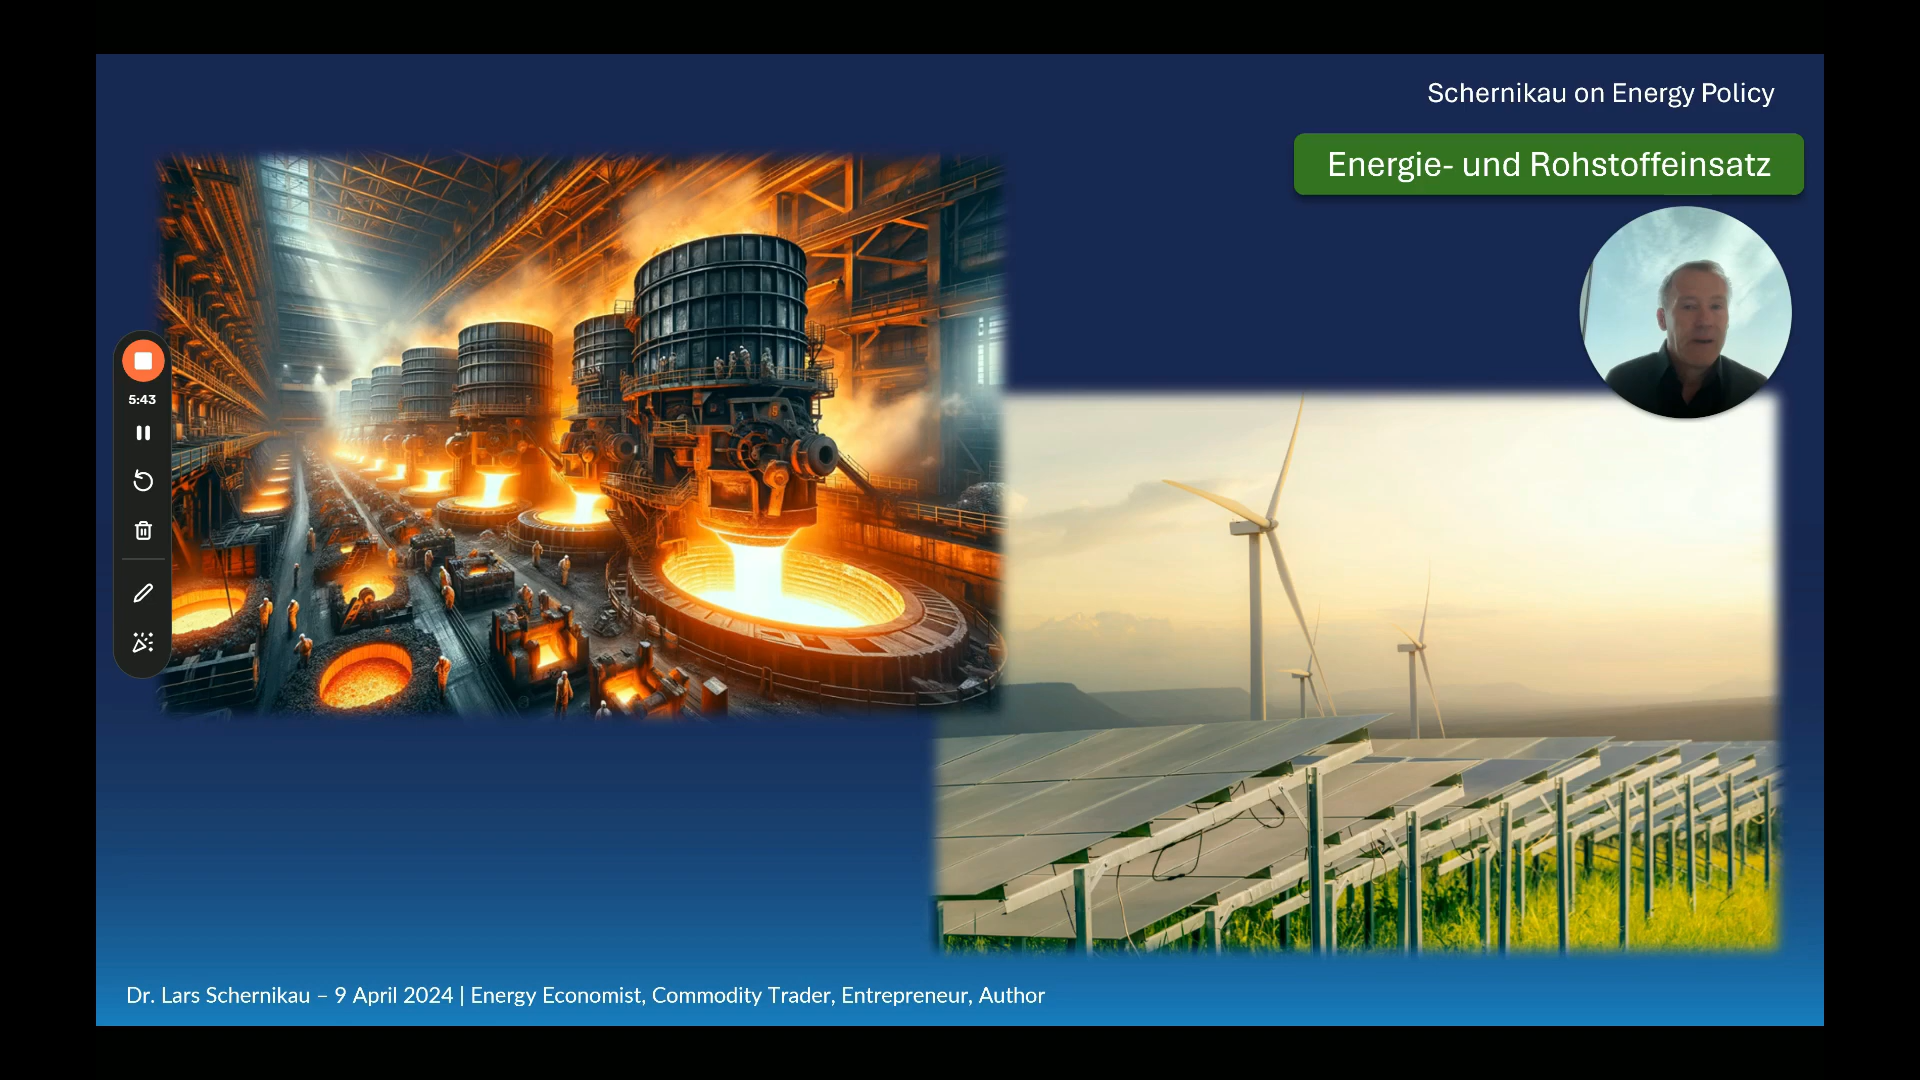 Schernikau on Energy Policy
Energie- und Rohstoffeinsatz
5:43
Dr. Lars Schernikau – 9 April 2024 | Energy Economist, Commodity Trader, Entrepreneur, Author